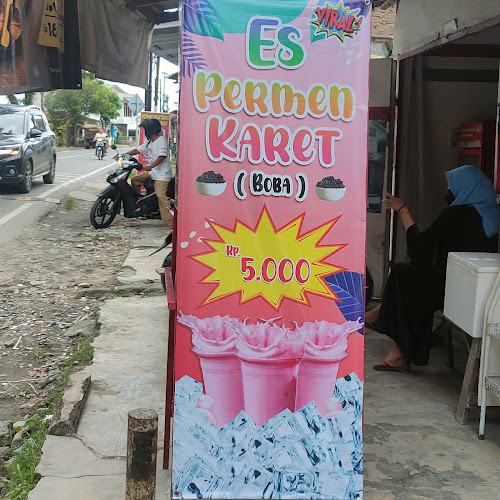 VIRAL
Es
Permen
Karet
(Boba)
Rp. 5.000